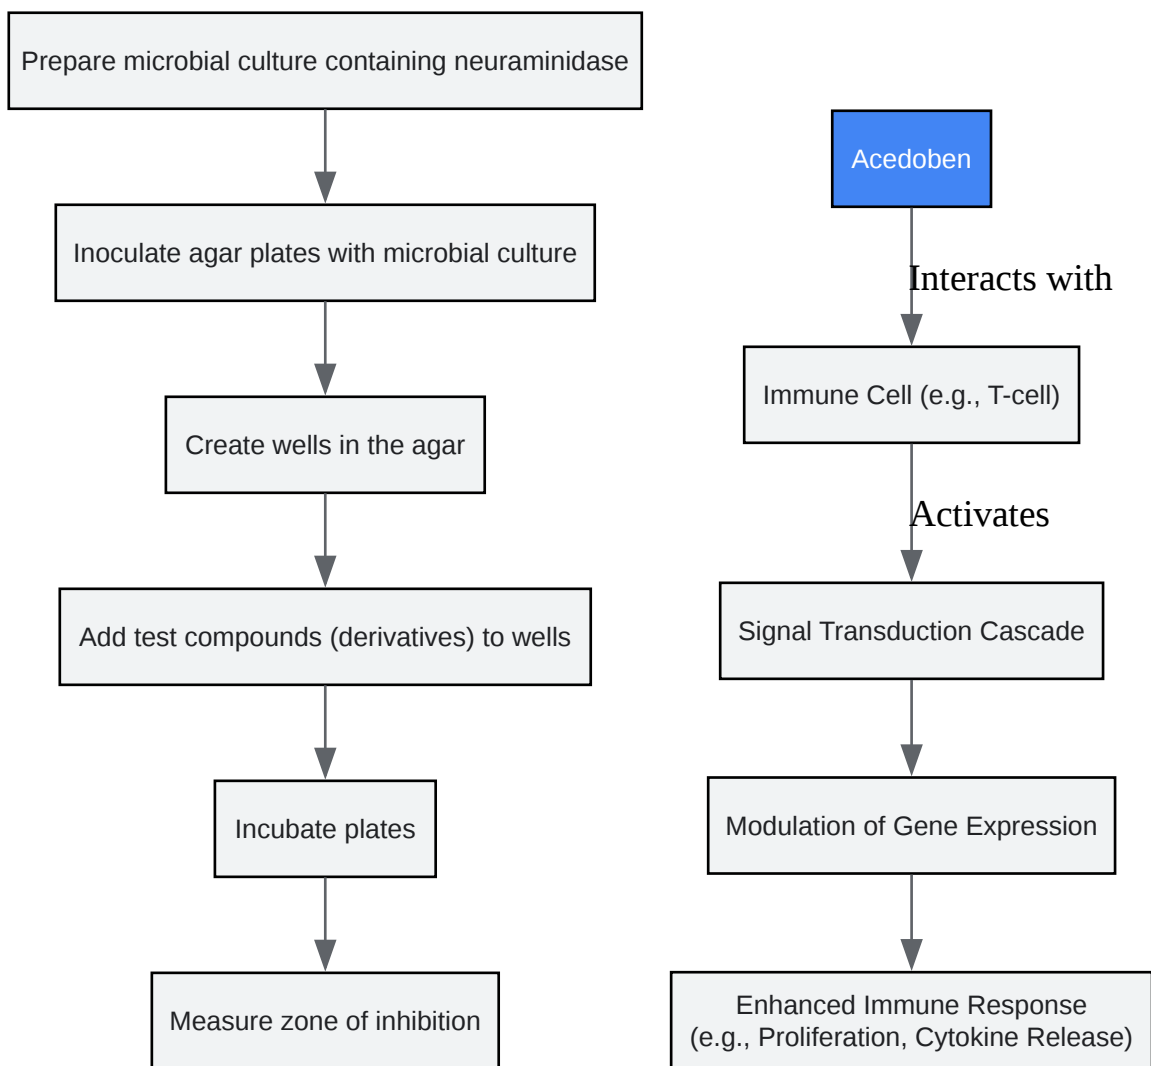 Prepare microbial culture containing neuraminidase
Inoculate agar plates with microbial culture
Create wells in the agar
Add test compounds (derivatives) to wells
Incubate plates
Measure zone of inhibition
Acedoben
Interacts with
Immune Cell (e.g., T-cell)
Activates
Signal Transduction Cascade
Modulation of Gene Expression
Enhanced Immune Response
(e.g., Proliferation, Cytokine Release)